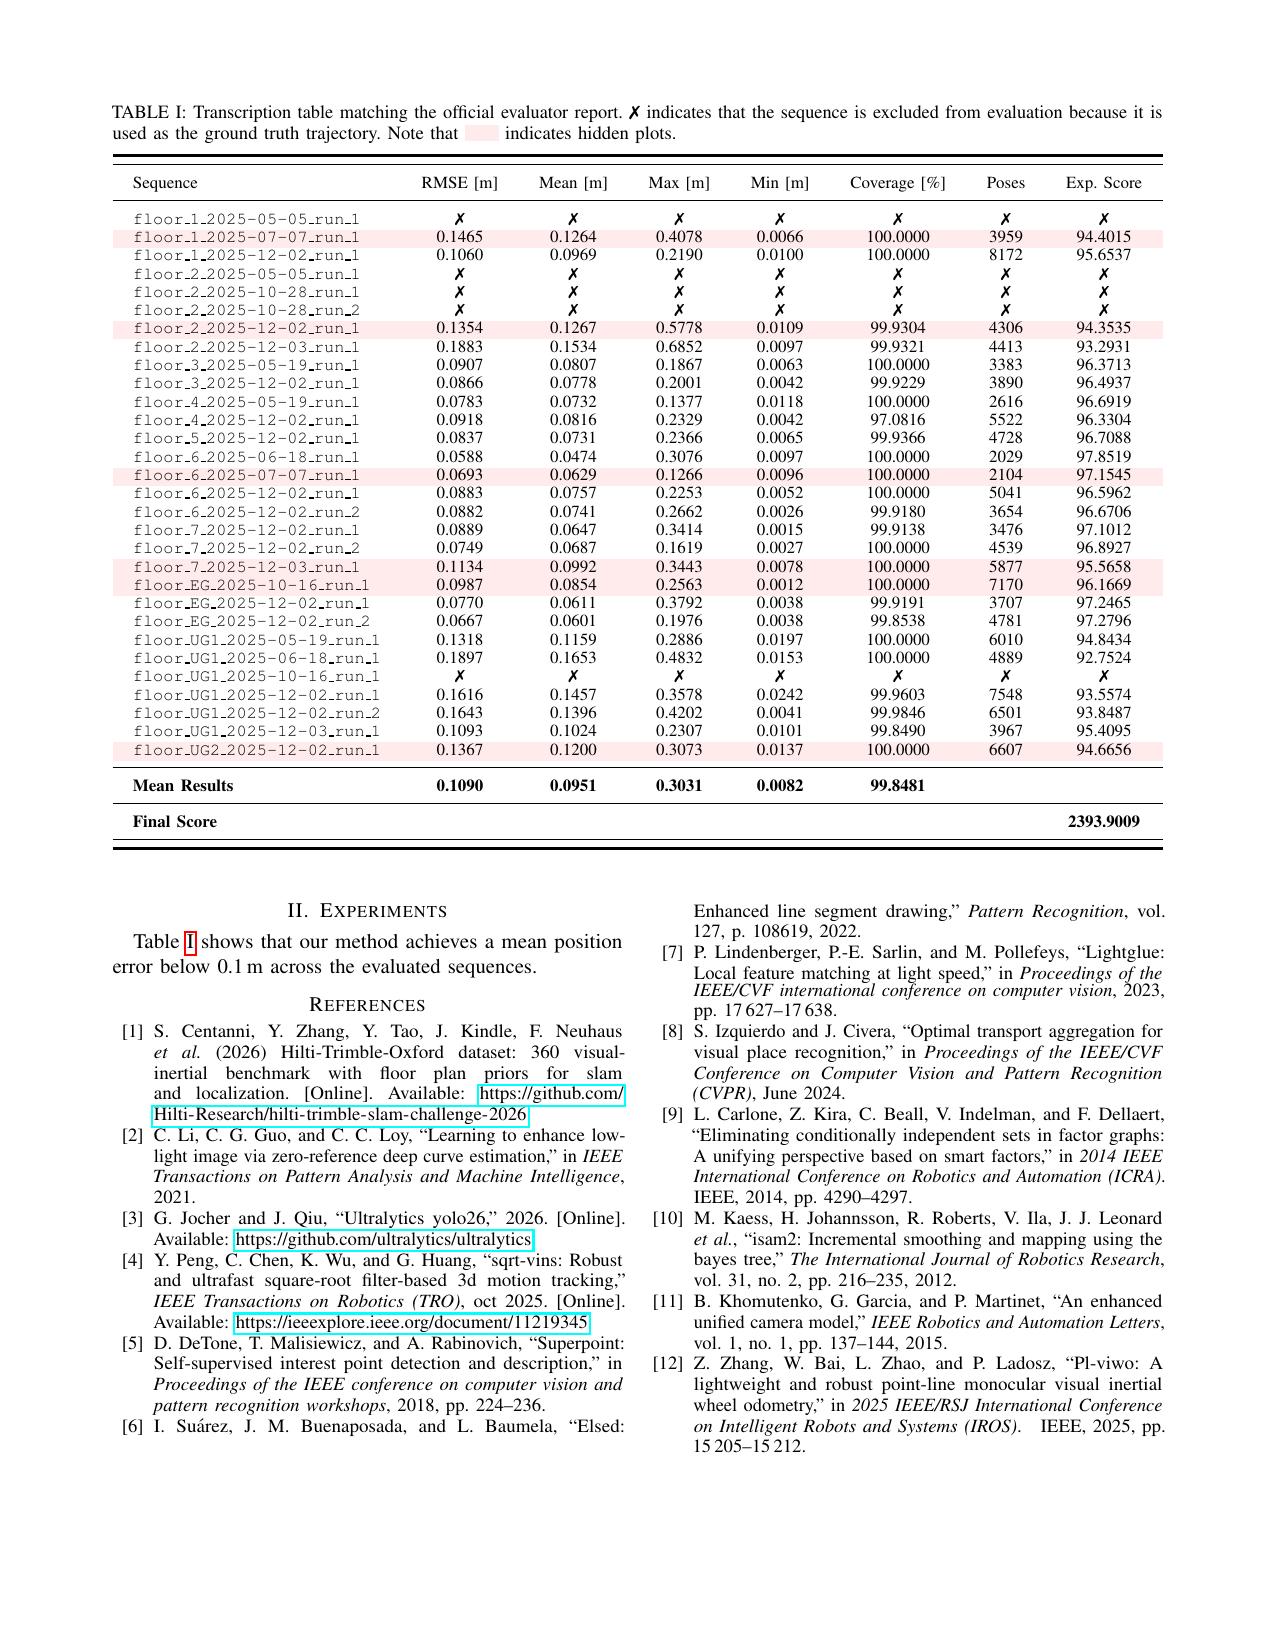 TABLE I: Transcription table matching the official evaluator report. ✗ indicates that the sequence is excluded from evaluation because it is
used as the ground truth trajectory. Note that indicates hidden plots.
Sequence RMSE [m] Mean [m] Max [m] Min [m] Coverage [%] Poses Exp. Score
floor_1_2025-05-05_run_1 ✗ ✗ ✗ ✗ ✗ ✗ ✗
floor_1_2025-07-07_run_1 0.1465 0.1264 0.4078 0.0066 100.0000 3959 94.4015
floor_1_2025-12-02_run_1 0.1060 0.0969 0.2190 0.0100 100.0000 8172 95.6537
floor_2_2025-05-05_run_1 ✗ ✗ ✗ ✗ ✗ ✗ ✗
floor_2_2025-10-28_run_1 ✗ ✗ ✗ ✗ ✗ ✗ ✗
floor_2_2025-10-28_run_2 ✗ ✗ ✗ ✗ ✗ ✗ ✗
floor_2_2025-12-02_run_1 0.1354 0.1267 0.5778 0.0109 99.9304 4306 94.3535
floor_2_2025-12-03_run_1 0.1883 0.1534 0.6852 0.0097 99.9321 4413 93.2931
floor_3_2025-05-19_run_1 0.0907 0.0807 0.1867 0.0063 100.0000 3383 96.3713
floor_3_2025-12-02_run_1 0.0866 0.0778 0.2001 0.0042 99.9229 3890 96.4937
floor_4_2025-05-19_run_1 0.0783 0.0732 0.1377 0.0118 100.0000 2616 96.6919
floor_4_2025-12-02_run_1 0.0918 0.0816 0.2329 0.0042 97.0816 5522 96.3304
floor_5_2025-12-02_run_1 0.0837 0.0731 0.2366 0.0065 99.9366 4728 96.7088
floor_6_2025-06-18_run_1 0.0588 0.0474 0.3076 0.0097 100.0000 2029 97.8519
floor_6_2025-07-07_run_1 0.0693 0.0629 0.1266 0.0096 100.0000 2104 97.1545
floor_6_2025-12-02_run_1 0.0883 0.0757 0.2253 0.0052 100.0000 5041 96.5962
floor_6_2025-12-02_run_2 0.0882 0.0741 0.2662 0.0026 99.9180 3654 96.6706
floor_7_2025-12-02_run_1 0.0889 0.0647 0.3414 0.0015 99.9138 3476 97.1012
floor_7_2025-12-02_run_2 0.0749 0.0687 0.1619 0.0027 100.0000 4539 96.8927
floor_7_2025-12-03_run_1 0.1134 0.0992 0.3443 0.0078 100.0000 5877 95.5658
floor_EG_2025-10-16_run_1 0.0987 0.0854 0.2563 0.0012 100.0000 7170 96.1669
floor_EG_2025-12-02_run_1 0.0770 0.0611 0.3792 0.0038 99.9191 3707 97.2465
floor_EG_2025-12-02_run_2 0.0667 0.0601 0.1976 0.0038 99.8538 4781 97.2796
floor_UG1_2025-05-19_run_1 0.1318 0.1159 0.2886 0.0197 100.0000 6010 94.8434
floor_UG1_2025-06-18_run_1 0.1897 0.1653 0.4832 0.0153 100.0000 4889 92.7524
floor_UG1_2025-10-16_run_1 ✗ ✗ ✗ ✗ ✗ ✗ ✗
floor_UG1_2025-12-02_run_1 0.1616 0.1457 0.3578 0.0242 99.9603 7548 93.5574
floor_UG1_2025-12-02_run_2 0.1643 0.1396 0.4202 0.0041 99.9846 6501 93.8487
floor_UG1_2025-12-03_run_1 0.1093 0.1024 0.2307 0.0101 99.8490 3967 95.4095
floor_UG2_2025-12-02_run_1 0.1367 0.1200 0.3073 0.0137 100.0000 6607 94.6656
Mean Results 0.1090 0.0951 0.3031 0.0082 99.8481
Final Score 2393.9009
II. EXPERIMENTS
Table I shows that our method achieves a mean position
error below 0.1 m across the evaluated sequences.
REFERENCES
[1] S. Centanni, Y. Zhang, Y. Tao, J. Kindle, F. Neuhaus
et al. (2026) Hilti-Trimble-Oxford dataset: 360 visual-
inertial benchmark with floor plan priors for slam
and localization. [Online]. Available: https://github.com/
Hilti-Research/hilti-trimble-slam-challenge-2026
[2] C. Li, C. G. Guo, and C. C. Loy, “Learning to enhance low-
light image via zero-reference deep curve estimation,” in IEEE
Transactions on Pattern Analysis and Machine Intelligence,
2021.
[3] G. Jocher and J. Qiu, “Ultralytics yolo26,” 2026. [Online].
Available: https://github.com/ultralytics/ultralytics
[4] Y. Peng, C. Chen, K. Wu, and G. Huang, “sqrt-vins: Robust
and ultrafast square-root filter-based 3d motion tracking,”
IEEE Transactions on Robotics (TRO), oct 2025. [Online].
Available: https://ieeexplore.ieee.org/document/11219345
[5] D. DeTone, T. Malisiewicz, and A. Rabinovich, “Superpoint:
Self-supervised interest point detection and description,” in
Proceedings of the IEEE conference on computer vision and
pattern recognition workshops, 2018, pp. 224–236.
[6] I. Suárez, J. M. Buenaposada, and L. Baumela, “Elsed:
Enhanced line segment drawing,” Pattern Recognition, vol.
127, p. 108619, 2022.
[7] P. Lindenberger, P.-E. Sarlin, and M. Pollefeys, “Lightglue:
Local feature matching at light speed,” in Proceedings of the
IEEE/CVF international conference on computer vision, 2023,
pp. 17 627–17 638.
[8] S. Izquierdo and J. Civera, “Optimal transport aggregation for
visual place recognition,” in Proceedings of the IEEE/CVF
Conference on Computer Vision and Pattern Recognition
(CVPR), June 2024.
[9] L. Carlone, Z. Kira, C. Beall, V. Indelman, and F. Dellaert,
“Eliminating conditionally independent sets in factor graphs:
A unifying perspective based on smart factors,” in 2014 IEEE
International Conference on Robotics and Automation (ICRA).
IEEE, 2014, pp. 4290–4297.
[10] M. Kaess, H. Johannsson, R. Roberts, V. Ila, J. J. Leonard
et al., “isam2: Incremental smoothing and mapping using the
bayes tree,” The International Journal of Robotics Research,
vol. 31, no. 2, pp. 216–235, 2012.
[11] B. Khomutenko, G. Garcia, and P. Martinet, “An enhanced
unified camera model,” IEEE Robotics and Automation Letters,
vol. 1, no. 1, pp. 137–144, 2015.
[12] Z. Zhang, W. Bai, L. Zhao, and P. Ladosz, “Pl-viwo: A
lightweight and robust point-line monocular visual inertial
wheel odometry,” in 2025 IEEE/RSJ International Conference
on Intelligent Robots and Systems (IROS). IEEE, 2025, pp.
15 205–15 212.